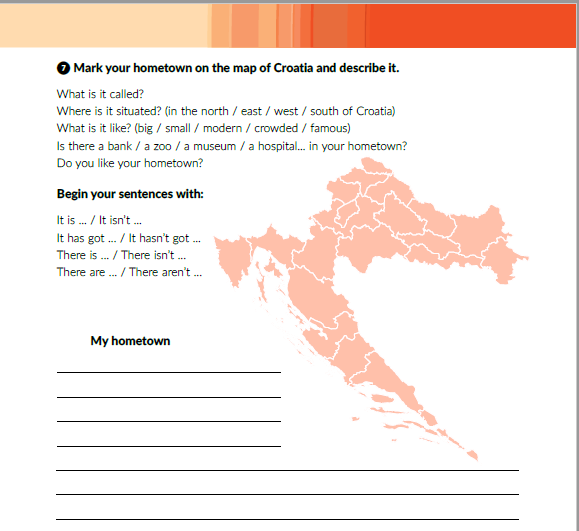 7 Mark your hometown on the map of Croatia and describe it.
What is it called?
Where is it situated? (in the north / east / west / south of Croatia)
What is it like? (big / small / modern / crowded / famous)
Is there a bank / a zoo / a museum / a hospital... in your hometown?
Do you like your hometown?
Begin your sentences with:
It is ... / It isn't ...
It has got ... / It hasn't got ...
There is ... / There isn't ...
There are ... / There aren't ...
My hometown